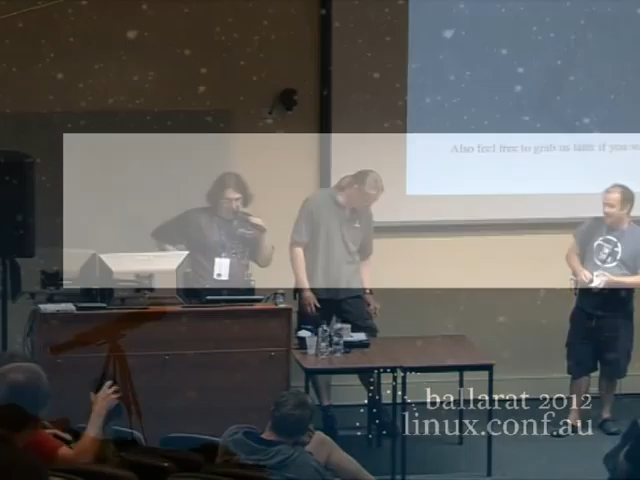 Also feel free to grab us later if you
ballarat 2012
linux.conf.au